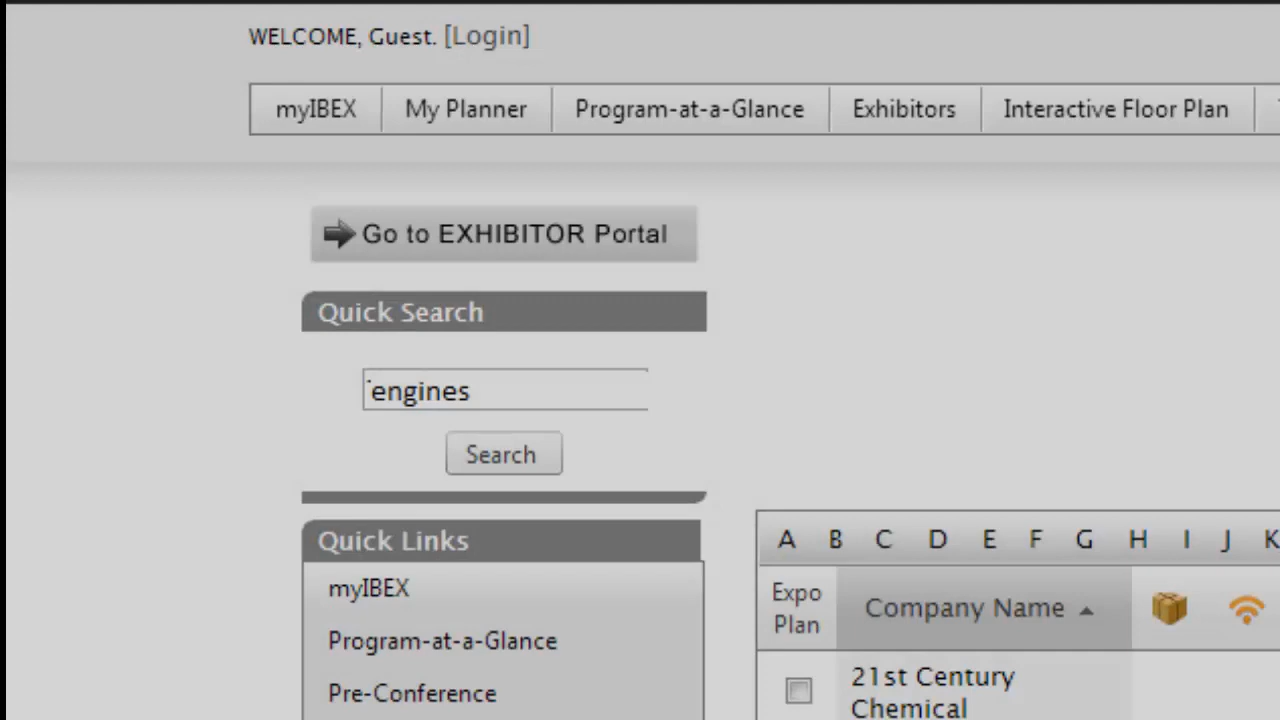 WELCOME, Guest. [Login]
myIBEX My Planner Program-at-a-Glance Exhibitors Interactive Floor Plan
Go to EXHIBITOR Portal
Quick Search
engines
Search
Quick Links
myIBEX
Program-at-a-Glance
Pre-Conference
A B C D E F G H I J K
Expo Plan Company Name
21st Century
Chemical